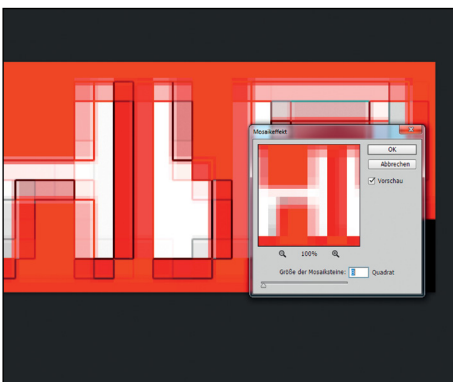 Mosaikeffekt
OK
Abbrechen
Vorschau
100%
Größe der Mosaiksteine:
Quadrat